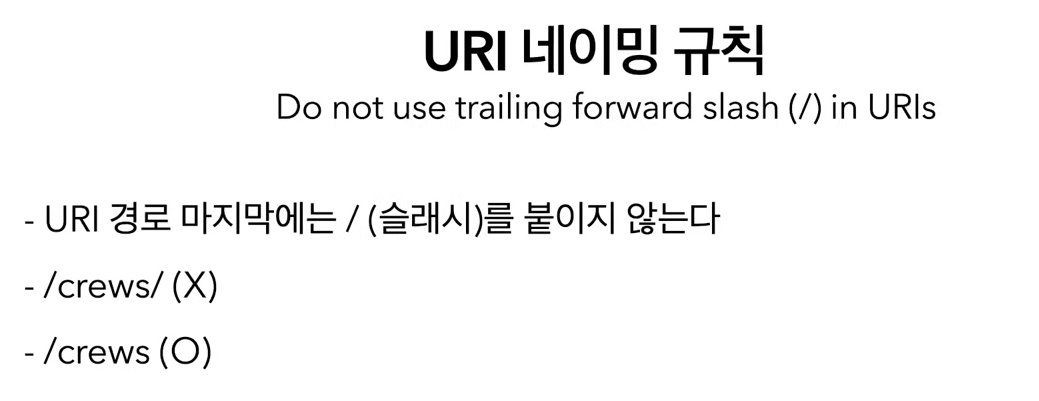 URI 네이밍 규칙
Do not use trailing forward slash (/) in URIs
- URI 경로 마지막에는 / (슬래시)를 붙이지 않는다
- /crews/ (X)
- /crews (O)